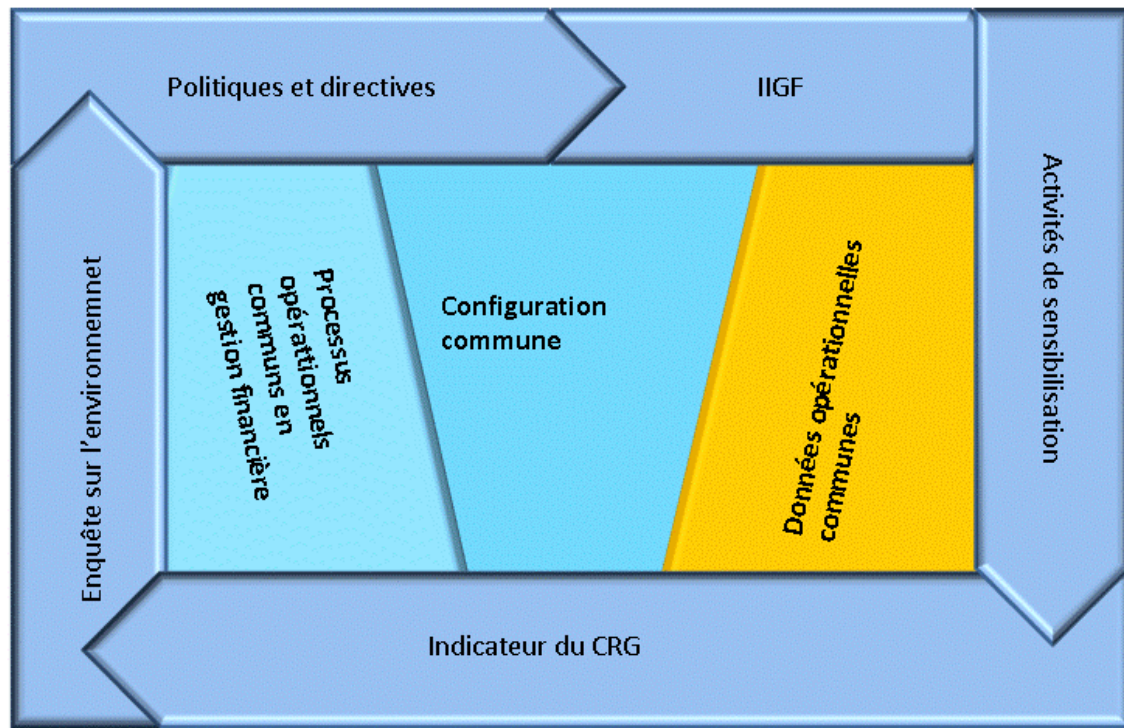 Politiques et directives
IIGF
Activités de sensibilisation
Indicateur du CRG
Enquête sur l'environnemnet
Processus
opérattionnels
communs en
gestion financière
Configuration
commune
Données opérationnelles
communes